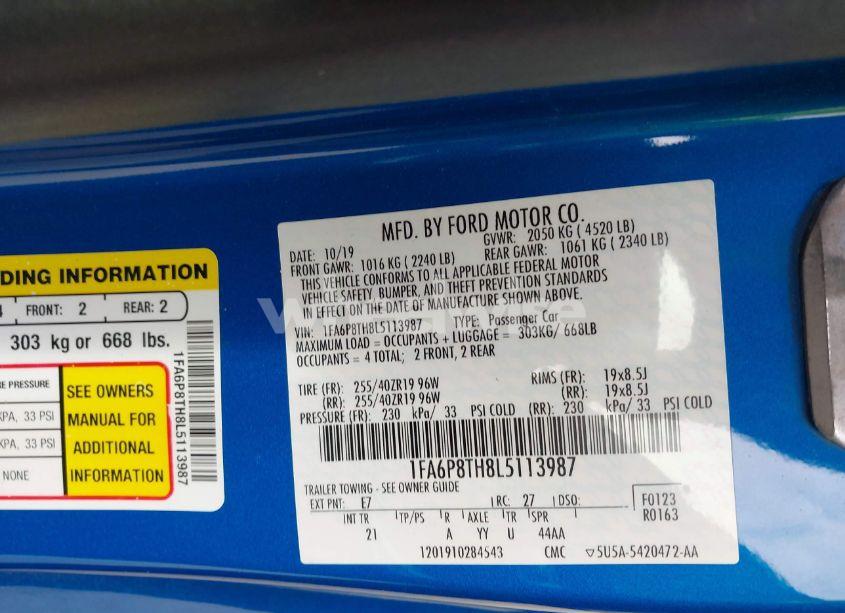 DING INFORMATION
FRONT: 2 REAR: 2
303 kg or 668 lbs.
RE PRESSURE
KPA, 33 PSI
KPA, 33 PSI
NONE
SEE OWNERS
MANUAL FOR
ADDITIONAL
INFORMATION
1FA6P8TH8L5113987
MFD. BY FORD MOTOR CO.
DATE: 10/19 GVWR: 2050 KG ( 4520 LB)
FRONT GAWR: 1016 KG ( 2240 LB) REAR GAWR: 1061 KG ( 2340 LB)
THIS VEHICLE CONFORMS TO ALL APPLICABLE FEDERAL MOTOR
VEHICLE SAFETY, BUMPER, AND THEFT PREVENTION STANDARDS
IN EFFECT ON THE DATE OF MANUFACTURE SHOWN ABOVE.
VIN: 1FA6P8TH8L5113987 TYPE: Passenger Car
MAXIMUM LOAD = OCCUPANTS + LUGGAGE = 303KG/ 668LB
OCCUPANTS = 4 TOTAL; 2 FRONT, 2 REAR
TIRE (FR): 255/40ZR19 96W RIMS (FR): 19x8.5J
(RR): 255/40ZR19 96W (RR): 19x8.5J
PRESSURE (FR): 230 kPa/ 33 PSI COLD (RR): 230 kPa/ 33 PSI COLD
1FA6P8TH8L5113987
TRAILER TOWING - SEE OWNER GUIDE
EXT PNT: E7 RC: 27 DSO: F0123
R0163
INT TR TP/PS R AXLE TR SPR
21 A YY U 44AA
1201910284543 CMC ▽5U5A-5420472-AA